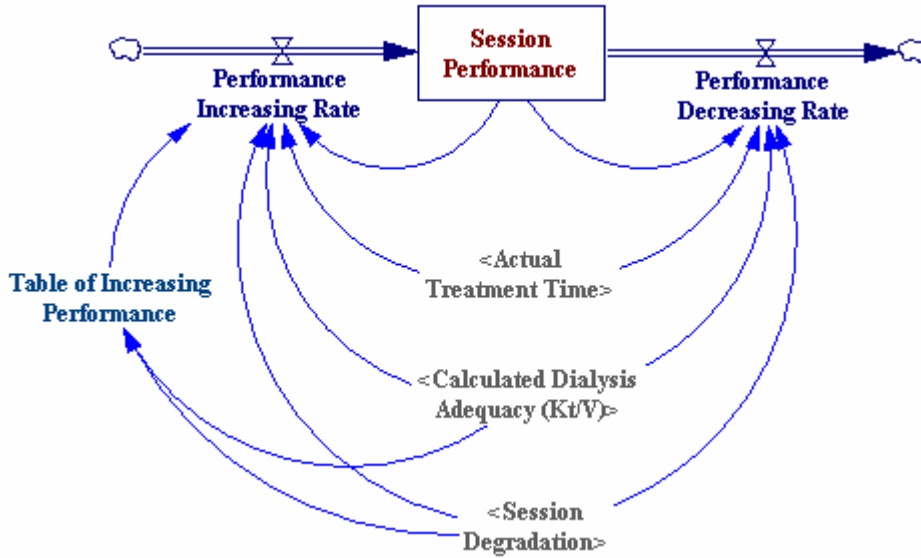 Session
Performance
Performance
Increasing Rate
Performance
Decreasing Rate
<Actual
Treatment Time>
Table of Increasing
Performance
<Calculated Dialysis
Adequacy (Kt/V)>
<Session
Degradation>